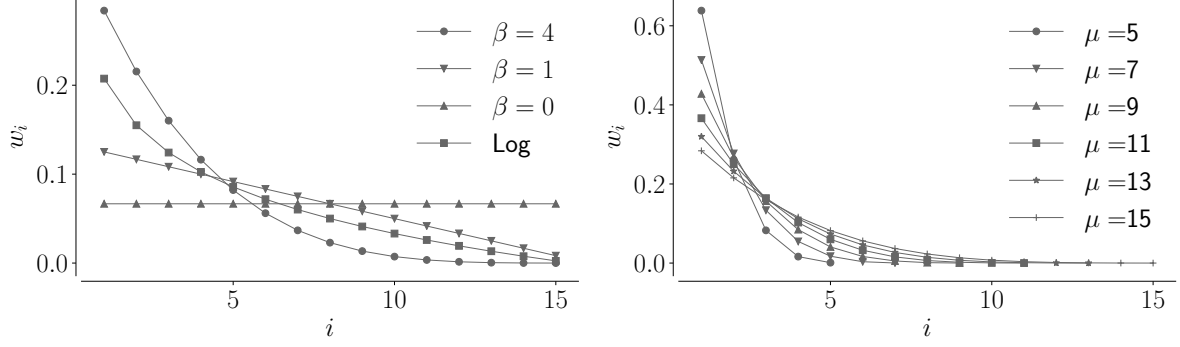 0.2
0.1
0.0
w_i
5
10
15
i
β = 4
β = 1
β = 0
Log
0.6
0.4
0.2
0.0
w_i
5
10
15
i
μ =5
μ =7
μ =9
μ =11
μ =13
μ =15